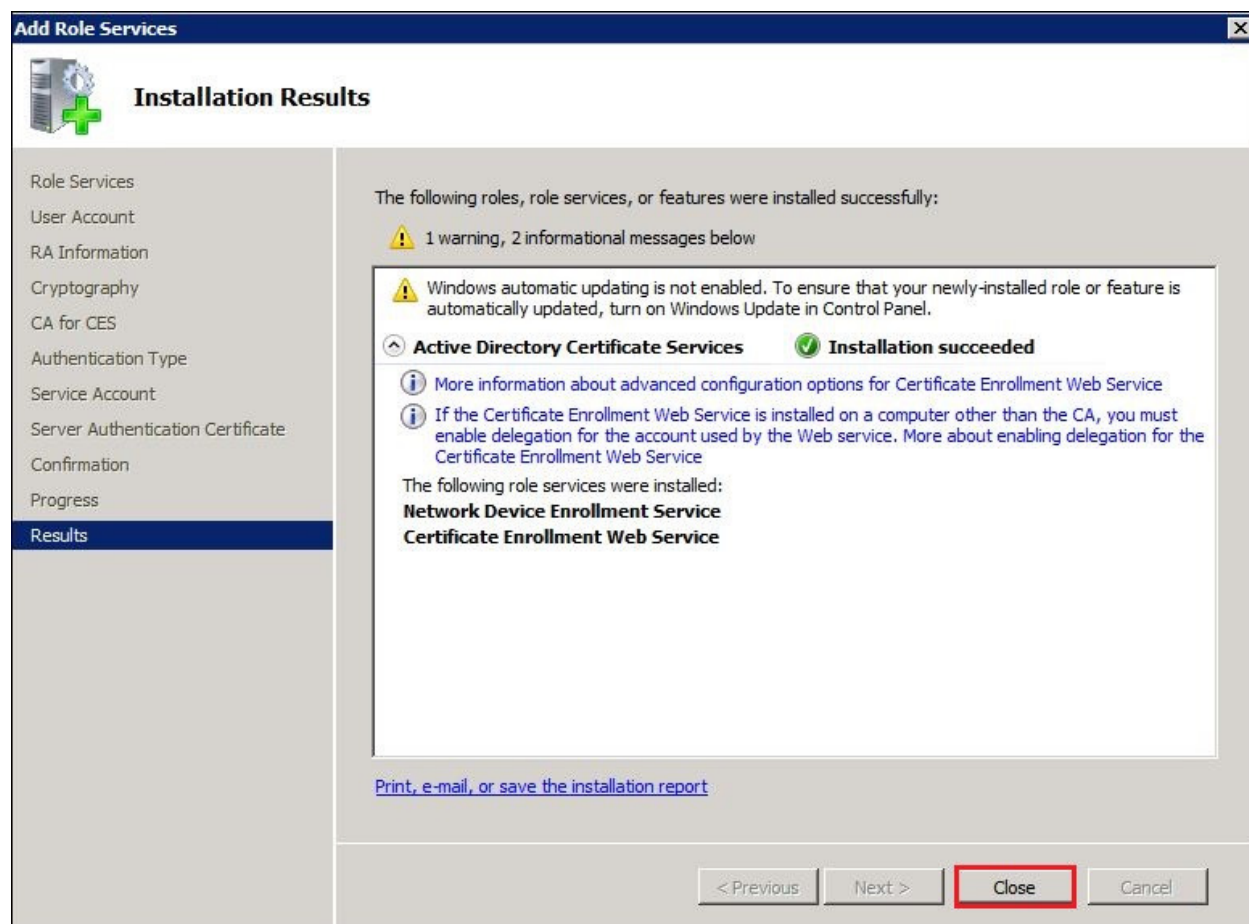 Add Role Services
Installation Results
Role Services
User Account
RA Information
Cryptography
CA for CES
Authentication Type
Service Account
Server Authentication Certificate
Confirmation
Progress
Results
The following roles, role services, or features were installed successfully:
1 warning, 2 informational messages below
Windows automatic updating is not enabled. To ensure that your newly-installed role or feature is
automatically updated, turn on Windows Update in Control Panel.
Active Directory Certificate Services Installation succeeded
More information about advanced configuration options for Certificate Enrollment Web Service
If the Certificate Enrollment Web Service is installed on a computer other than the CA, you must
enable delegation for the account used by the Web service. More about enabling delegation for the
Certificate Enrollment Web Service
The following role services were installed:
Network Device Enrollment Service
Certificate Enrollment Web Service
Print, e-mail, or save the installation report
< Previous Next > Close Cancel